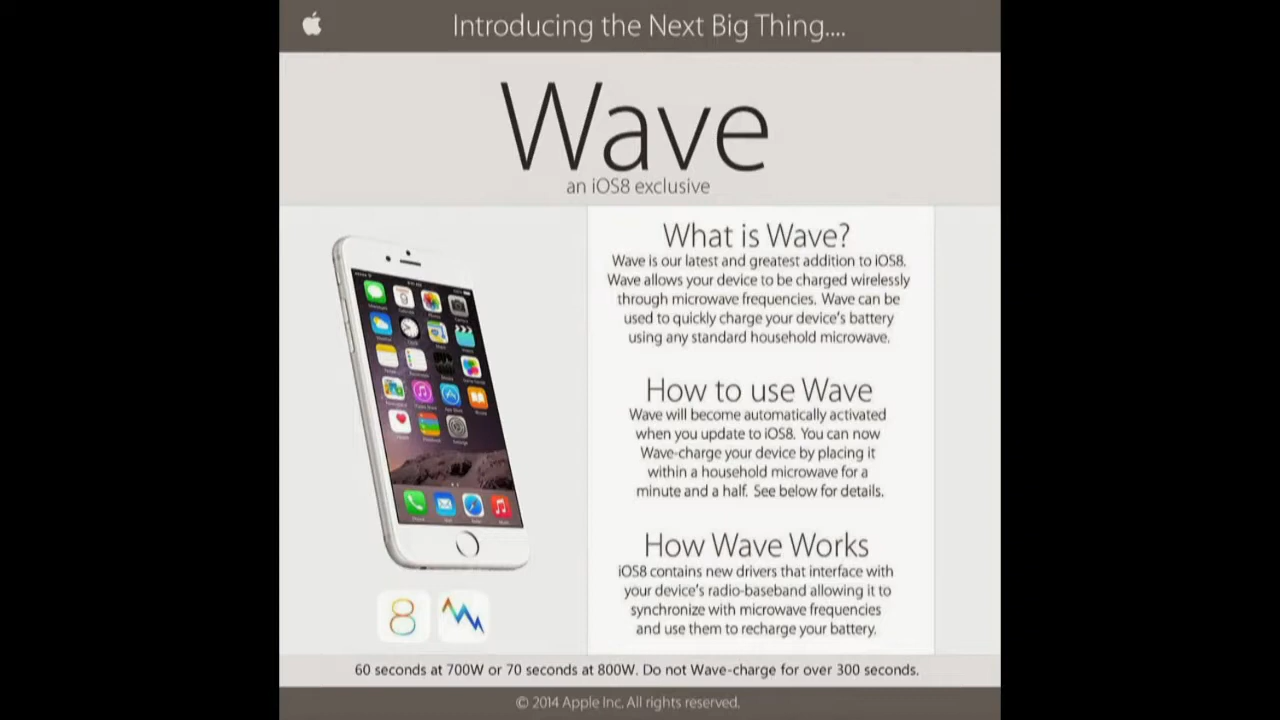 Introducing the Next Big Thing....
Wave
an iOS8 exclusive
What is Wave?
Wave is our latest and greatest addition to iOS8.
Wave allows your device to be charged wirelessly
through microwave frequencies. Wave can be
used to quickly charge your device's battery
using any standard household microwave.
How to use Wave
Wave will become automatically activated
when you update to iOS8. You can now
Wave-charge your device by placing it
within a household microwave for a
minute and a half. See below for details.
How Wave Works
iOS8 contains new drivers that interface with
your device's radio-baseband allowing it to
synchronize with microwave frequencies
and use them to recharge your battery.
8
60 seconds at 700W or 70 seconds at 800W. Do not Wave-charge for over 300 seconds.
© 2014 Apple Inc. All rights reserved.